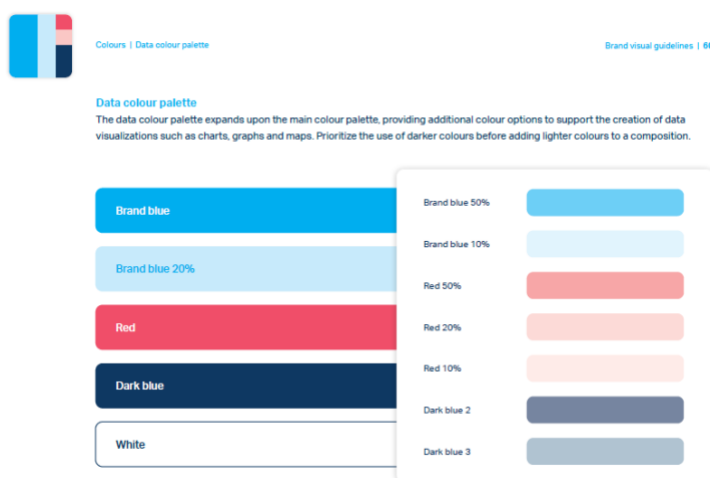 Colours | Data colour palette
Brand visual guidelines | 6
Data colour palette
The data colour palette expands upon the main colour palette, providing additional colour options to support the creation of data
visualizations such as charts, graphs and maps. Prioritize the use of darker colours before adding lighter colours to a composition.
Brand blue
Brand blue 20%
Red
Dark blue
White
Brand blue 50%
Brand blue 10%
Red 50%
Red 20%
Red 10%
Dark blue 2
Dark blue 3